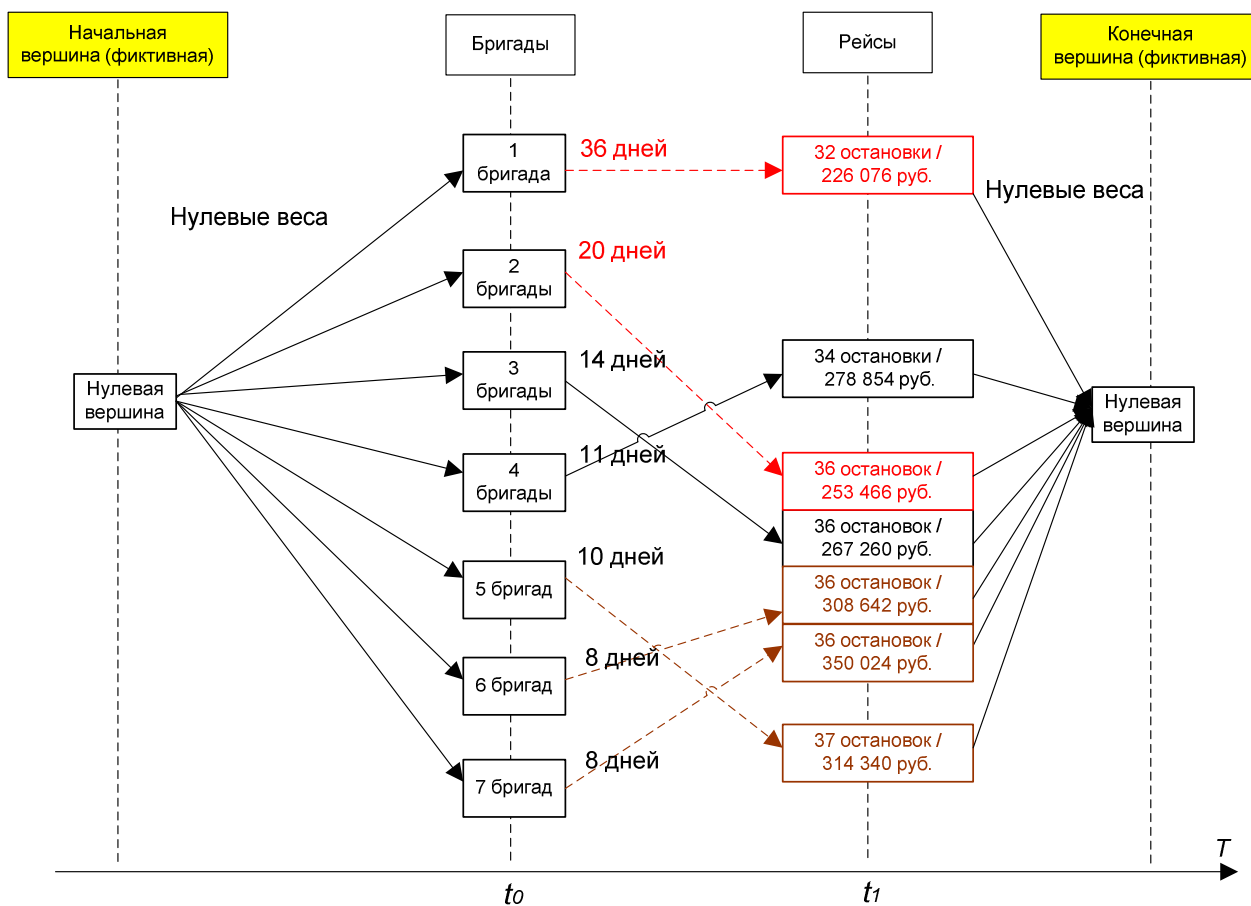 Начальная
вершина (фиктивная)
Бригады
Рейсы
Конечная
вершина (фиктивная)
Нулевые веса
Нулевые веса
Нулевая
вершина
1
бригада
2
бригады
3
бригады
4
бригады
5 бригад
6 бригад
7 бригад
36 дней
20 дней
14 дней
11 дней
10 дней
8 дней
8 дней
32 остановки /
226 076 руб.
34 остановки /
278 854 руб.
36 остановок /
253 466 руб.
36 остановок /
267 260 руб.
36 остановок /
308 642 руб.
36 остановок /
350 024 руб.
37 остановок /
314 340 руб.
Нулевая
вершина
t0
t1
T